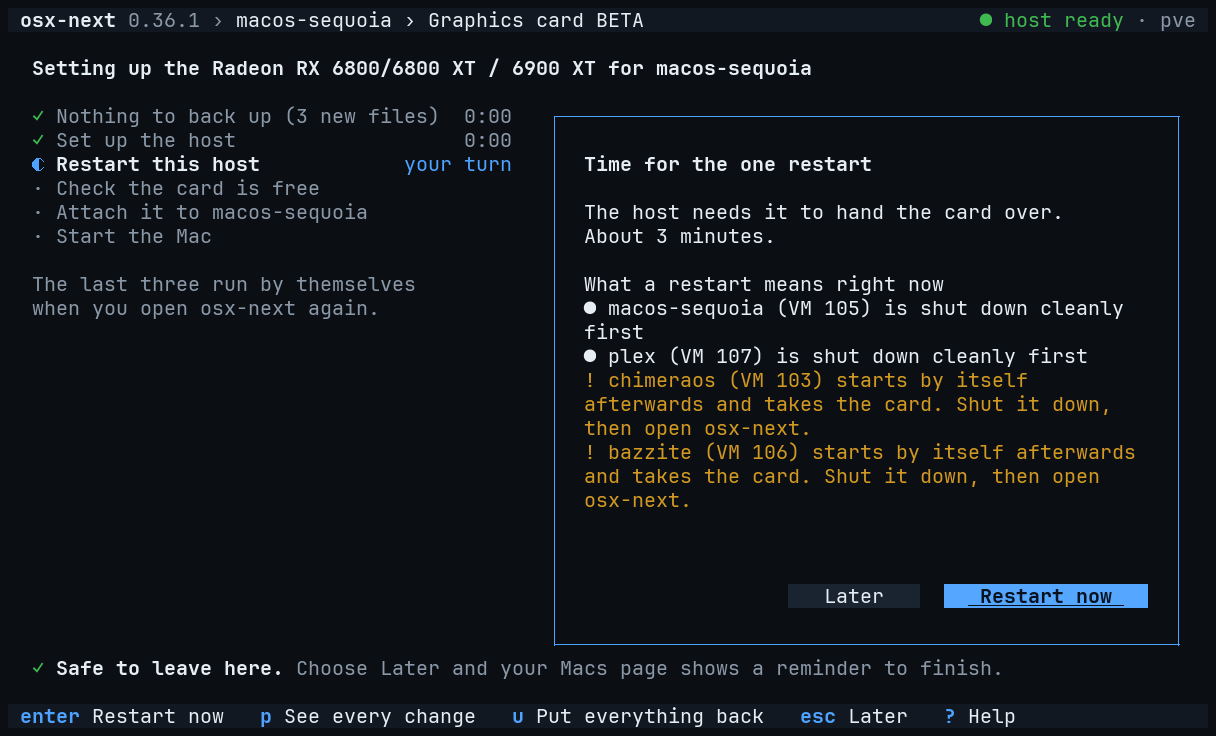 osx-next 0.36.1 › macos-sequoia › Graphics card BETA
● host ready · pve
Setting up the Radeon RX 6800/6800 XT / 6900 XT for macos-sequoia
✓ Nothing to back up (3 new files) 0:00
✓ Set up the host 0:00
◐ Restart this host your turn
· Check the card is free
· Attach it to macos-sequoia
· Start the Mac
The last three run by themselves
when you open osx-next again.
Time for the one restart
The host needs it to hand the card over.
About 3 minutes.
What a restart means right now
● macos-sequoia (VM 105) is shut down cleanly
first
● plex (VM 107) is shut down cleanly first
! chimeraos (VM 103) starts by itself
afterwards and takes the card. Shut it down,
then open osx-next.
! bazzite (VM 106) starts by itself afterwards
and takes the card. Shut it down, then open
osx-next.
Later Restart now
✓ Safe to leave here. Choose Later and your Macs page shows a reminder to finish.
enter Restart now p See every change u Put everything back esc Later ? Help